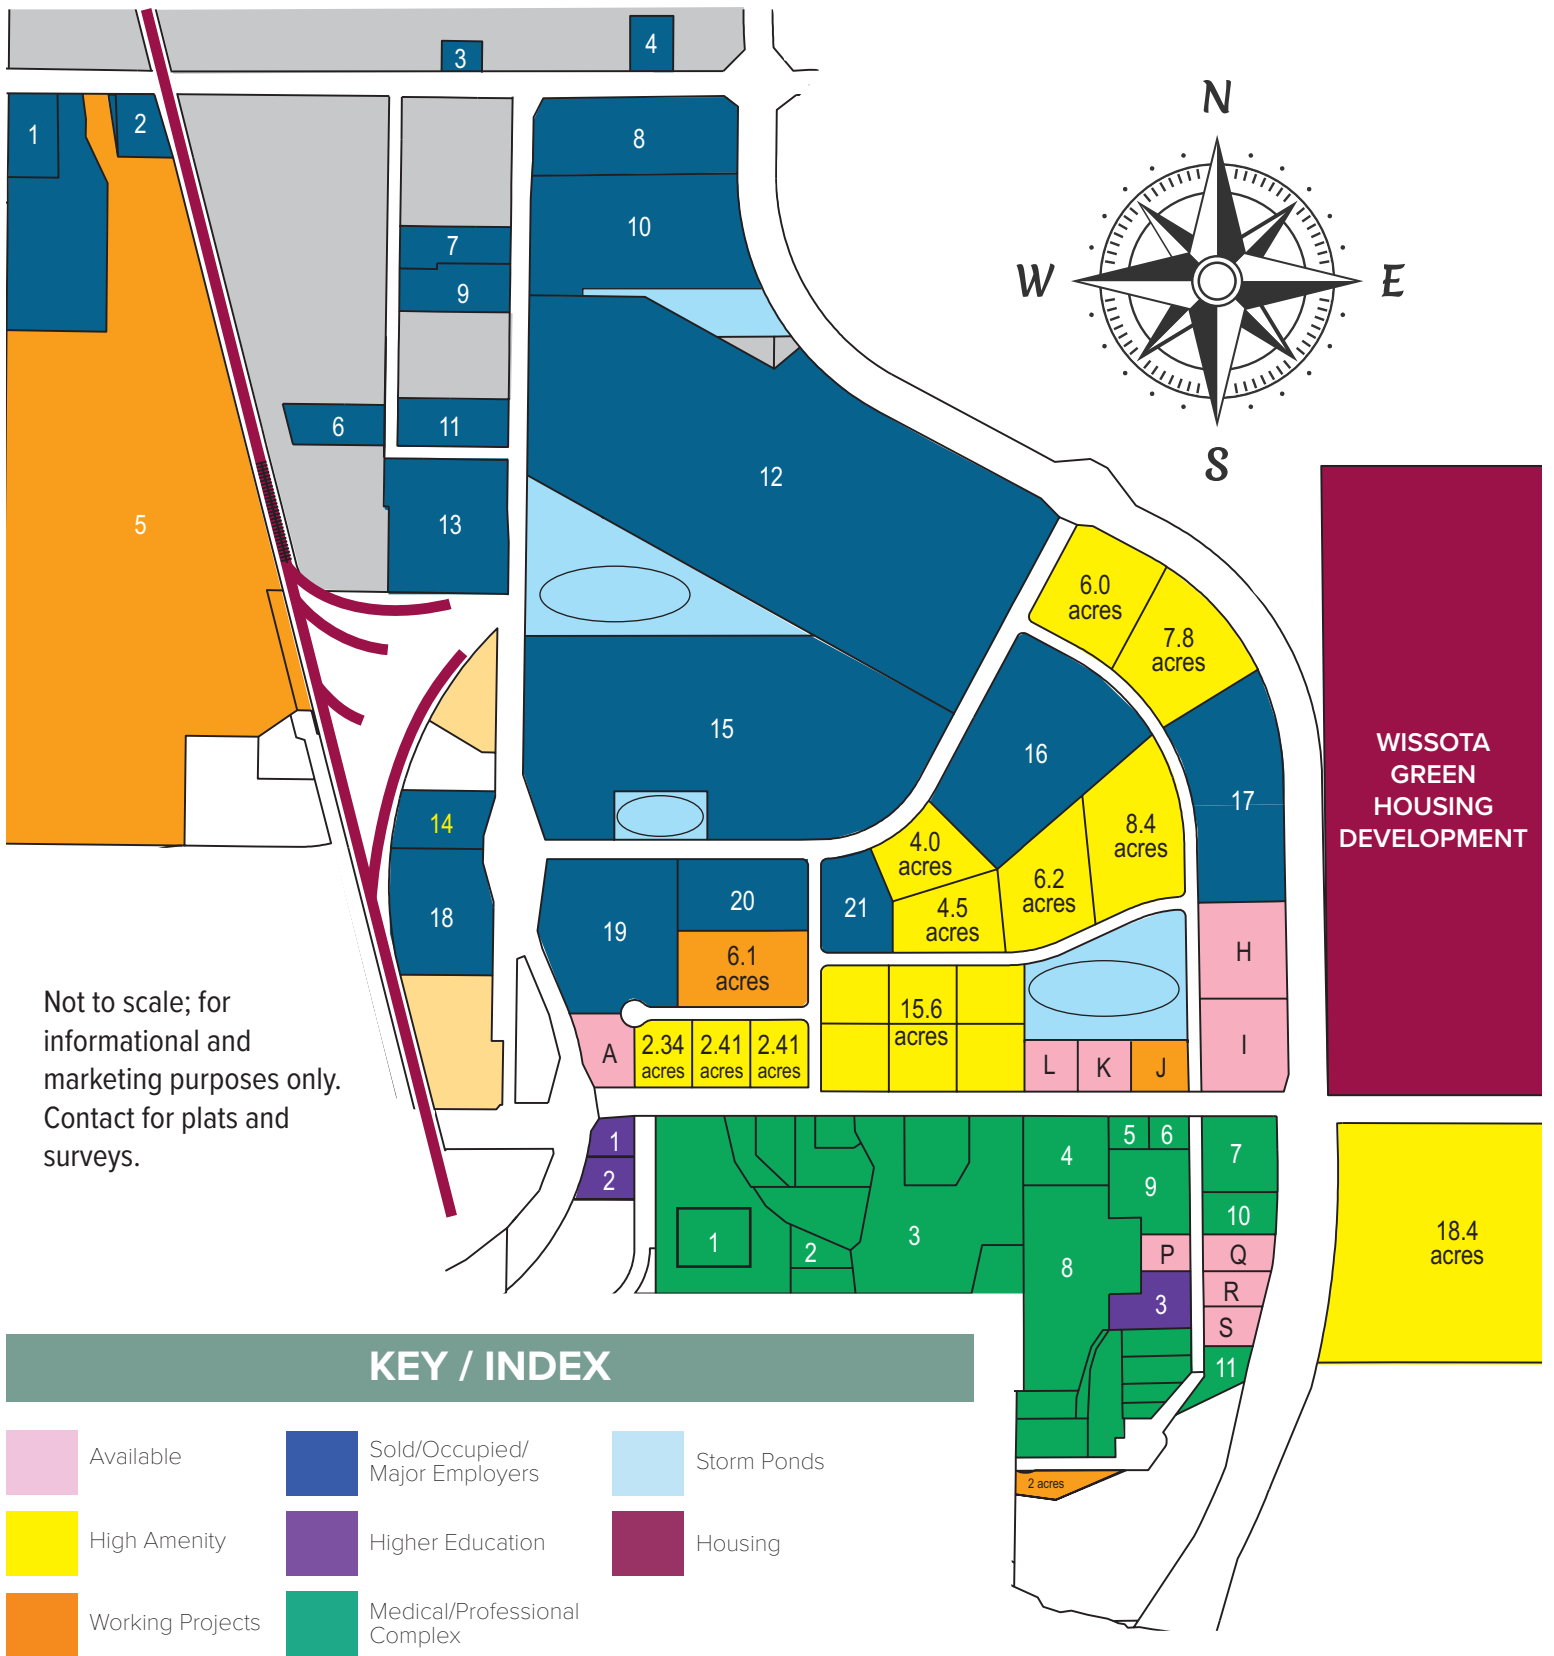 3
4
1
2
8
N
7
10
9
W
E
6
11
S
12
5
13
6.0
acres
7.8
acres
15
16
WISSOTA
GREEN
HOUSING
DEVELOPMENT
17
14
4.0
acres
8.4
acres
6.2
acres
18
19
20
21
4.5
acres
6.1
acres
H
Not to scale; for
informational and
marketing purposes only.
Contact for plats and
surveys.
15.6
acres
A
2.34
acres
2.41
acres
2.41
acres
L
K
J
I
1
2
4
5
6
7
9
10
1
2
3
8
P
Q
3
R
S
11
18.4
acres
2 acres
KEY / INDEX
Available
Sold/Occupied/
Major Employers
Storm Ponds
High Amenity
Higher Education
Housing
Working Projects
Medical/Professional
Complex